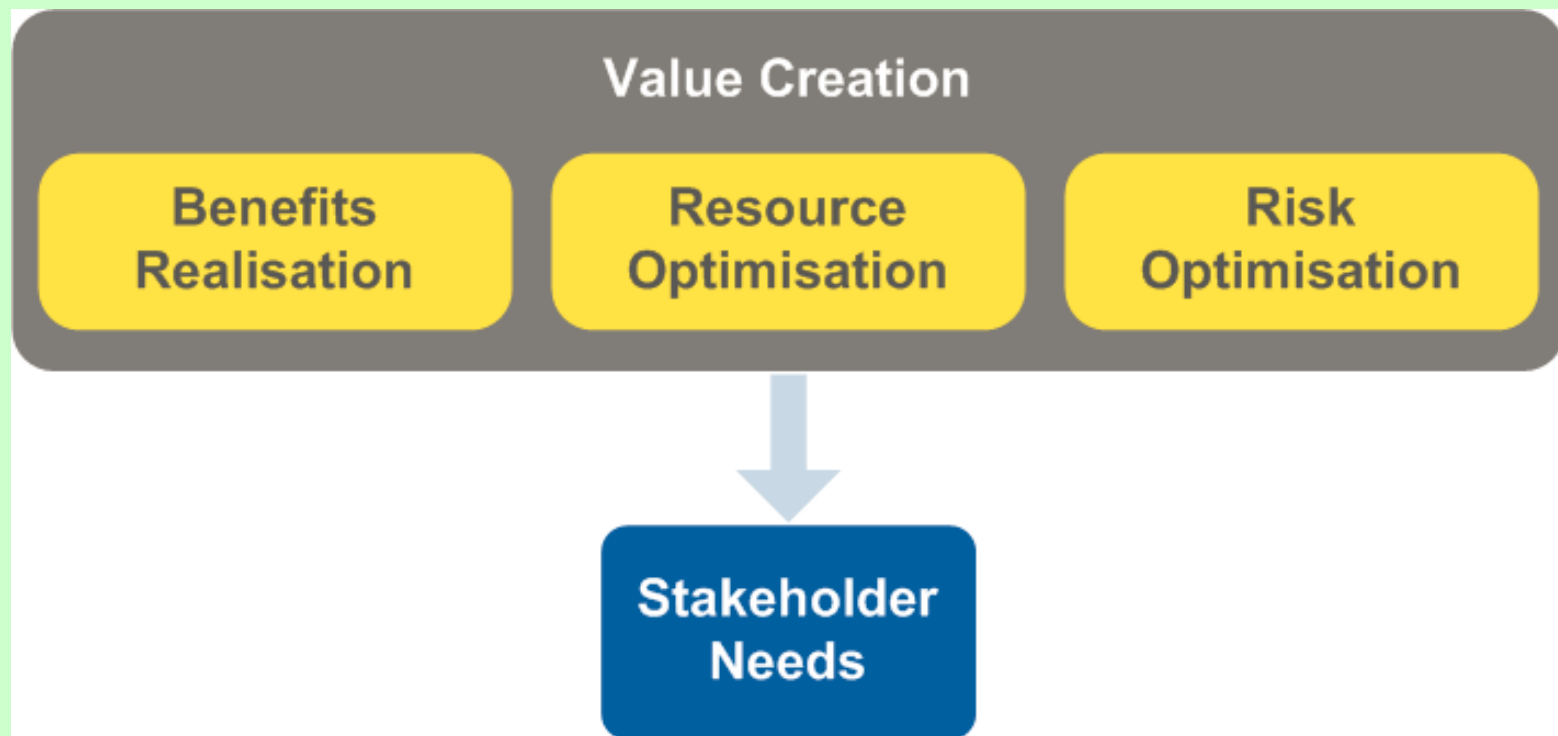 Value Creation
Benefits
Realisation
Resource
Optimisation
Risk
Optimisation
Stakeholder
Needs